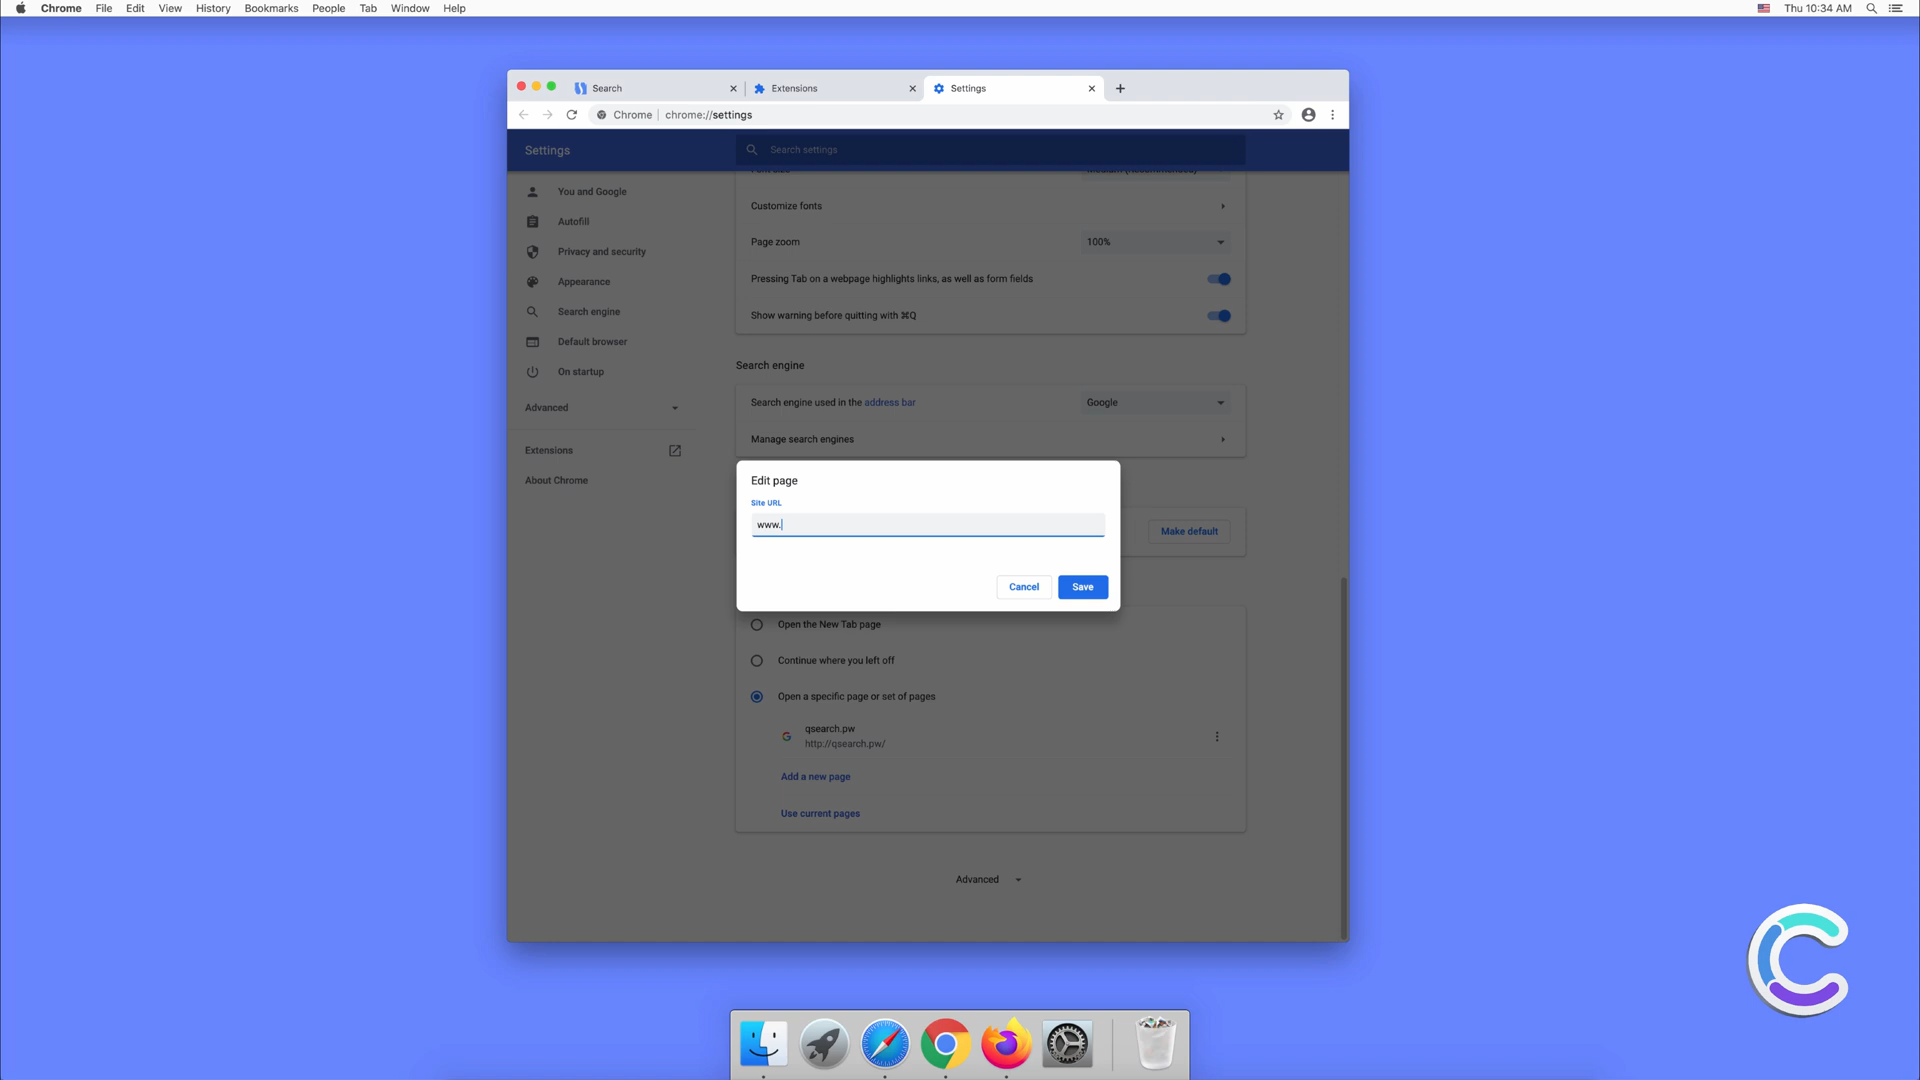 Chrome File Edit View History Bookmarks People Tab Window Help Thu 10:34 AM
Search Extensions Settings
Chrome chrome://settings
Settings Search settings
You and Google
Autofill
Privacy and security
Appearance
Search engine
Default browser
On startup
Advanced
Extensions
About Chrome
Customize fonts
Page zoom 100%
Pressing Tab on a webpage highlights links, as well as form fields
Show warning before quitting with ⌘Q
Search engine
Search engine used in the address bar Google
Manage search engines
Make default
Edit page
Site URL
www.
Cancel Save
Open the New Tab page
Continue where you left off
Open a specific page or set of pages
qsearch.pw
http://qsearch.pw/
Add a new page
Use current pages
Advanced